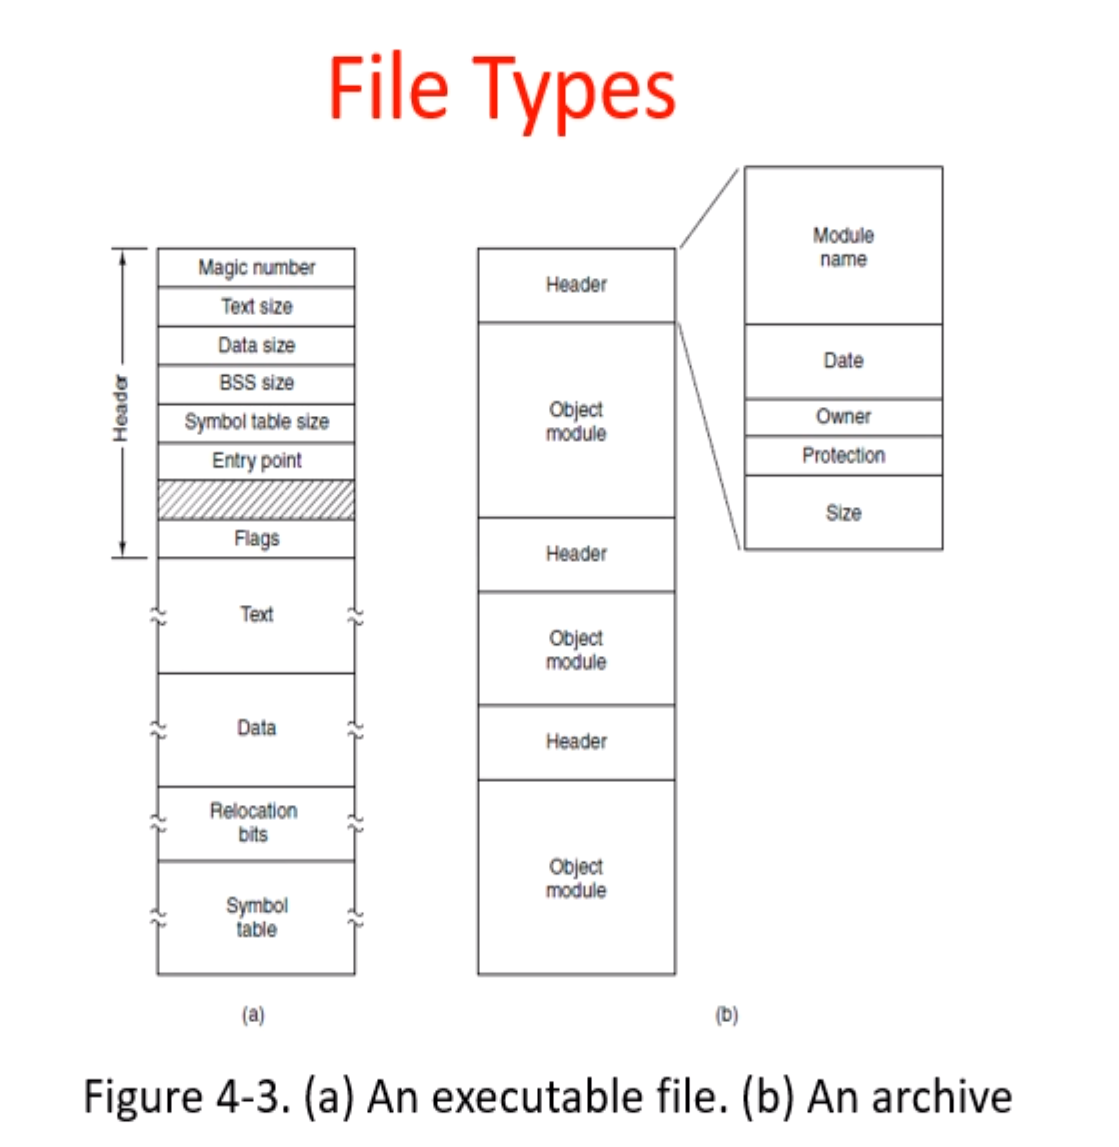 File Types
Header
Magic number
Text size
Data size
BSS size
Symbol table size
Entry point
Flags
Text
Data
Relocation
bits
Symbol
table
(a)
Header
Object
module
Header
Object
module
Header
Object
module
Module
name
Date
Owner
Protection
Size
(b)
Figure 4-3. (a) An executable file. (b) An archive